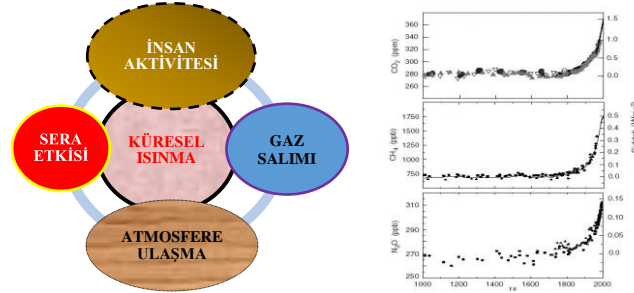 İNSAN
AKTİVİTESİ
SERA
ETKİSİ
KÜRESEL
ISINMA
GAZ
SALIMI
ATMOSFERE
ULAŞMA
CO₂ (ppm)
360
340
320
300
280
260
1.5
1.0
0.5
0.0
CH₄ (ppb)
1750
1500
1250
1000
750
0.5
0.4
0.3
0.2
0.1
0.0
N₂O (ppb)
310
290
270
250
0.15
0.10
0.05
0.0
1000
1200
1400
1600
1800
2000